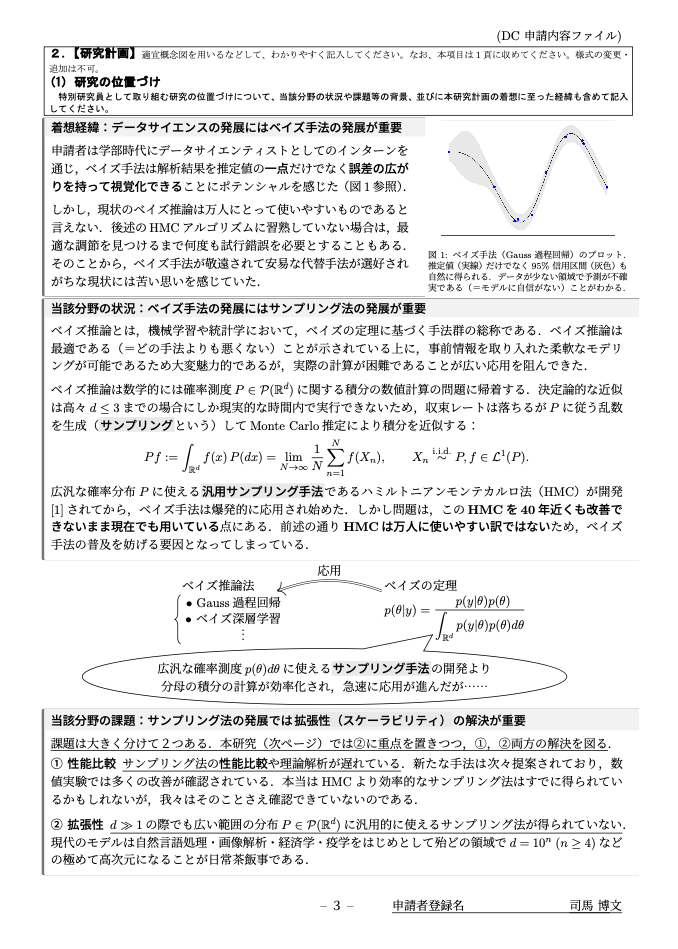 (DC 申請内容ファイル)
２．【研究計画】適宜概念図を用いるなどして、わかりやすく記入してください。なお、本項目は１頁に収めてください。様式の変更・
追加は不可。
(1) 研究の位置づけ
特別研究員として取り組む研究の位置づけについて、当該分野の状況や課題等の背景、並びに本研究計画の着想に至った経緯も含めて記入
してください。
着想経緯：データサイエンスの発展にはベイズ手法の発展が重要
申請者は学部時代にデータサイエンティストとしてのインターンを
通じ，ベイズ手法は解析結果を推定値の一点だけでなく誤差の広が
りを持って視覚化できることにポテンシャルを感じた（図 1 参照）．
しかし，現状のベイズ推論は万人にとって使いやすいものであると
言えない．後述の HMC アルゴリズムに習熟していない場合は，最
適な調節を見つけるまで何度も試行錯誤を必要とすることもある．
そのことから，ベイズ手法が敬遠されて安易な代替手法が選好され
がちな現状には苦い思いを感じていた．
図 1: ベイズ手法（Gauss 過程回帰）のプロット．
推定値（実線）だけでなく 95% 信用区間（灰色）も
自然に得られる．データが少ない領域で予測が不確
実である（＝モデルに自信がない）ことがわかる．
当該分野の状況：ベイズ手法の発展にはサンプリング法の発展が重要
ベイズ推論とは，機械学習や統計学において，ベイズの定理に基づく手法群の総称である．ベイズ推論は
最適である（＝どの手法よりも悪くない）ことが示されている上に，事前情報を取り入れた柔軟なモデリ
ングが可能であるため大変魅力的であるが，実際の計算が困難であることが広い応用を阻んできた．
ベイズ推論は数学的には確率測度 P ∈ 𝒫(ℝ^d) に関する積分の数値計算の問題に帰着する．決定論的な近似
は高々 d ≤ 3 までの場合にしか現実的な時間内で実行できないため，収束レートは落ちるが P に従う乱数
を生成（サンプリングという）して Monte Carlo 推定により積分を近似する：
Pf := ∫_{ℝ^d} f(x) P(dx) = lim_{N→∞} 1/N ∑_{n=1}^{N} f(X_n),　X_n i.i.d. ∼ P, f ∈ ℒ^1(P).
広汎な確率分布 P に使える汎用サンプリング手法であるハミルトニアンモンテカルロ法（HMC）が開発
[1] されてから，ベイズ手法は爆発的に応用され始めた．しかし問題は，この HMC を 40 年近くも改善で
きないまま現在でも用いている点にある．前述の通り HMC は万人に使いやすい訳ではないため，ベイズ
手法の普及を妨げる要因となってしまっている．
応用
ベイズ推論法
• Gauss 過程回帰
• ベイズ深層学習
⋮
ベイズの定理
p(θ|y) = p(y|θ)p(θ) / ∫_{ℝ^d} p(y|θ)p(θ)dθ
広汎な確率測度 p(θ)dθ に使えるサンプリング手法の開発より
分母の積分の計算が効率化され，急速に応用が進んだが……
当該分野の課題：サンプリング法の発展では拡張性（スケーラビリティ）の解決が重要
課題は大きく分けて２つある．本研究（次ページ）では②に重点を置きつつ，①，②両方の解決を図る．
① 性能比較 サンプリング法の性能比較や理論解析が遅れている．新たな手法は次々提案されており，数
値実験では多くの改善が確認されている．本当は HMC より効率的なサンプリング法はすでに得られてい
るかもしれないが，我々はそのことさえ確認できていないのである．
② 拡張性 d ≫ 1 の際でも広い範囲の分布 P ∈ 𝒫(ℝ^d) に汎用的に使えるサンプリング法が得られていない．
現代のモデルは自然言語処理・画像解析・経済学・疫学をはじめとして殆どの領域で d = 10^n (n ≥ 4) など
の極めて高次元になることが日常茶飯事である．
– 3 –
申請者登録名　司馬 博文